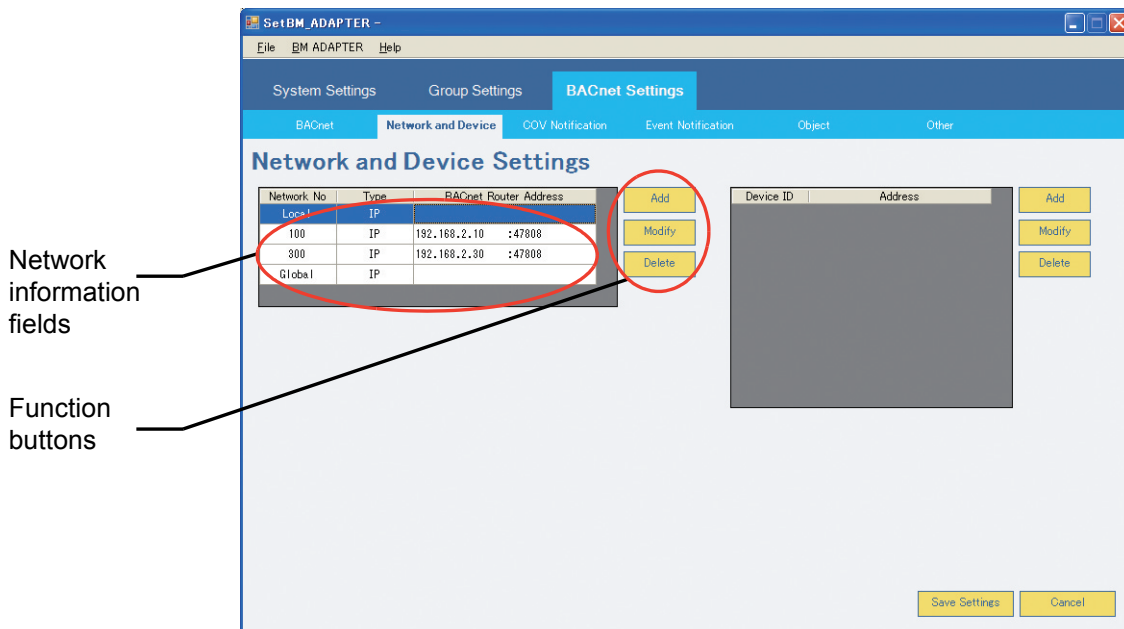 SetBM_ADAPTER -
File BM ADAPTER Help
System Settings Group Settings BACnet Settings
BACnet Network and Device COV Notification Event Notification Object Other
Network and Device Settings
Network No Type BACnet Router Address
Local IP
100 IP 192.168.2.10 :47808
300 IP 192.168.2.30 :47808
Global IP
Add
Modify
Delete
Device ID Address
Add
Modify
Delete
Network
information
fields
Function
buttons
Save Settings Cancel